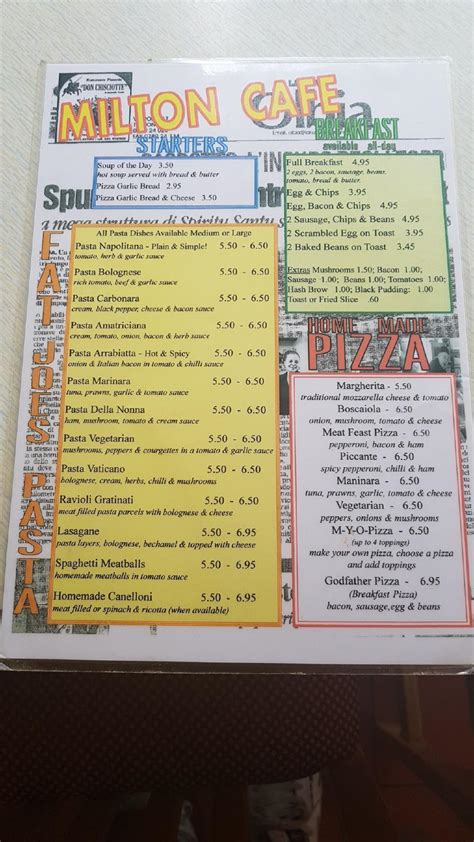 "DON CHISCIOTTE"
MILTON CAFE
STARTERS
Soup of the Day 3.50
hot soup served with bread & butter
Pizza Garlic Bread 2.95
Pizza Garlic Bread & Cheese 3.50
BREAKFAST
available all-day
Full Breakfast 4.95
2 eggs, 2 bacon, sausage, beans,
tomato, bread & butter.
Egg & Chips 3.95
Egg, Bacon & Chips 4.95
2 Sausage, Chips & Beans 4.95
2 Scrambled Egg on Toast 3.45
2 Baked Beans on Toast 3.45
Extras Mushrooms 1.50; Bacon 1.00;
Sausage 1.00; Beans 1.00; Tomatoes 1.00;
Hash Brow 1.00; Black Pudding: 1.00
Toast or Fried Slice .60
FAT JOES PASTA
All Pasta Dishes Available Medium or Large
Pasta Napolitana - Plain & Simple! 5.50 - 6.50
tomato, herb & garlic sauce
Pasta Bolognese 5.50 - 6.50
rich tomato, beef & garlic sauce
Pasta Carbonara 5.50 - 6.50
cream, black pepper, cheese & bacon sauce
Pasta Amatriciana 5.50 - 6.50
cream, tomato, onion, bacon & herb sauce
Pasta Arrabiatta - Hot & Spicy 5.50 - 6.50
onion & Italian bacon in tomato & chilli sauce
Pasta Marinara 5.50 - 6.50
tuna, prawns, garlic & tomato sauce
Pasta Della Nonna 5.50 - 6.50
ham, mushroom, tomato & cream sauce
Pasta Vegetarian 5.50 - 6.50
mushrooms, peppers & courgettes in a tomato & garlic sauce
Pasta Vaticano 5.50 - 6.50
bolognese, cream, herbs, chilli & mushrooms
Ravioli Gratinati 5.50 - 6.50
meat filled pasta parcels with bolognese & cheese
Lasagane 5.50 - 6.95
pasta layers, bolognese, bechamel & topped with cheese
Spaghetti Meatballs 5.50 - 6.50
homemade meatballs in tomato sauce
Homemade Canelloni 5.50 - 6.95
meat filled or spinach & ricotta (when available)
HOME MADE
PIZZA
Margherita - 5.50
traditional mozzarella cheese & tomato
Boscaiola - 6.50
onion, mushroom, tomato & cheese
Meat Feast Pizza - 6.50
pepperoni, bacon & ham
Piccante - 6.50
spicy pepperoni, chilli & ham
Maninara - 6.50
tuna, prawns, garlic, tomato & cheese
Vegetarian - 6.50
peppers, onions & mushrooms
M-Y-O-Pizza - 6.50
(up to 4 toppings)
make your own pizza, choose a pizza
and add toppings
Godfather Pizza - 6.95
(Breakfast Pizza)
bacon, sausage,egg & beans